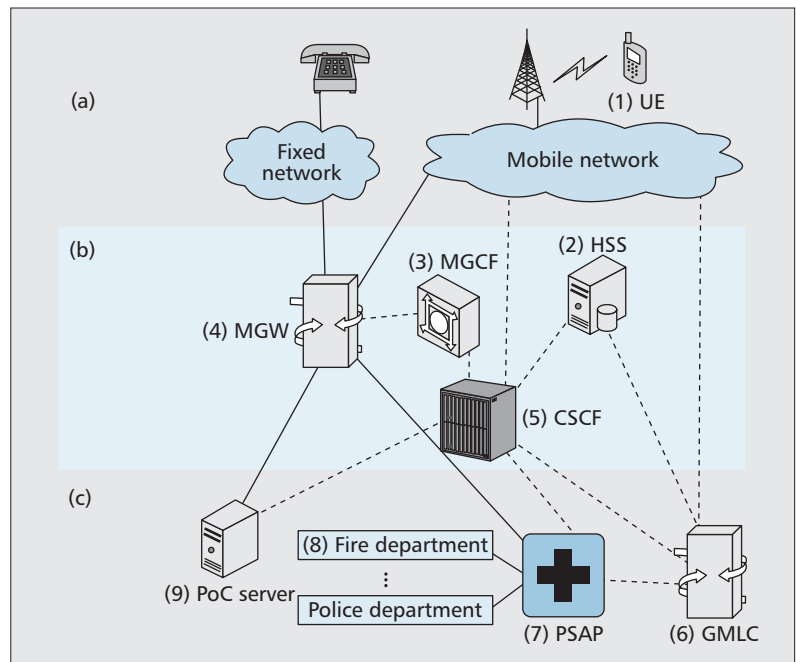 (a)
(1) UE
Fixed
network
Mobile network
(b)
(2) HSS
(3) MGCF
(4) MGW
(5) CSCF
(c)
(8) Fire department
⋮
Police department
(9) PoC server
(7) PSAP
(6) GMLC